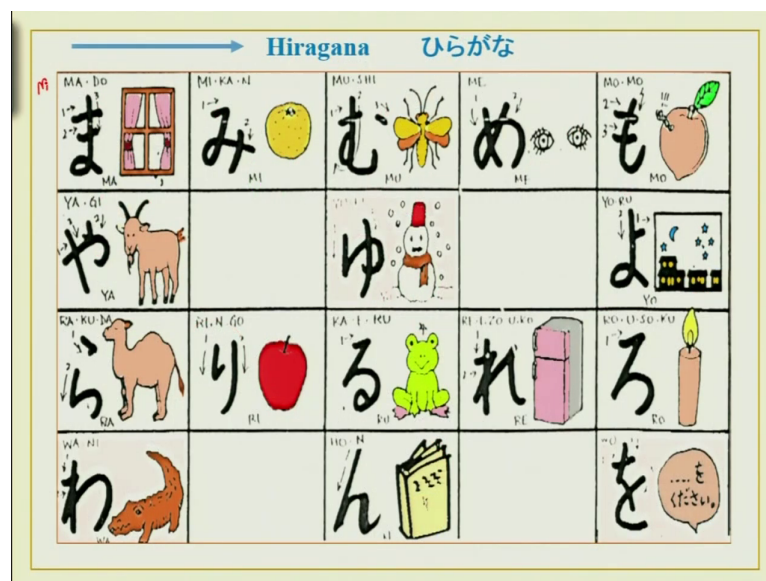 Hiragana ひらがな
MA·DO MI·KA·N MU·SHI ME MO·MO
ま み む め も
MA MI MU ME MO
YA·GI YO·RU
や ゆ よ
YA YO
RA·KU·DA RI·N·GO KA·E·RU RE·I·ZO·U·KO RO·U·SO·KU
ら り る れ ろ
RA RI RU RE RO
WA·NI HO·N
わ ん を
....を
ください。
WA N